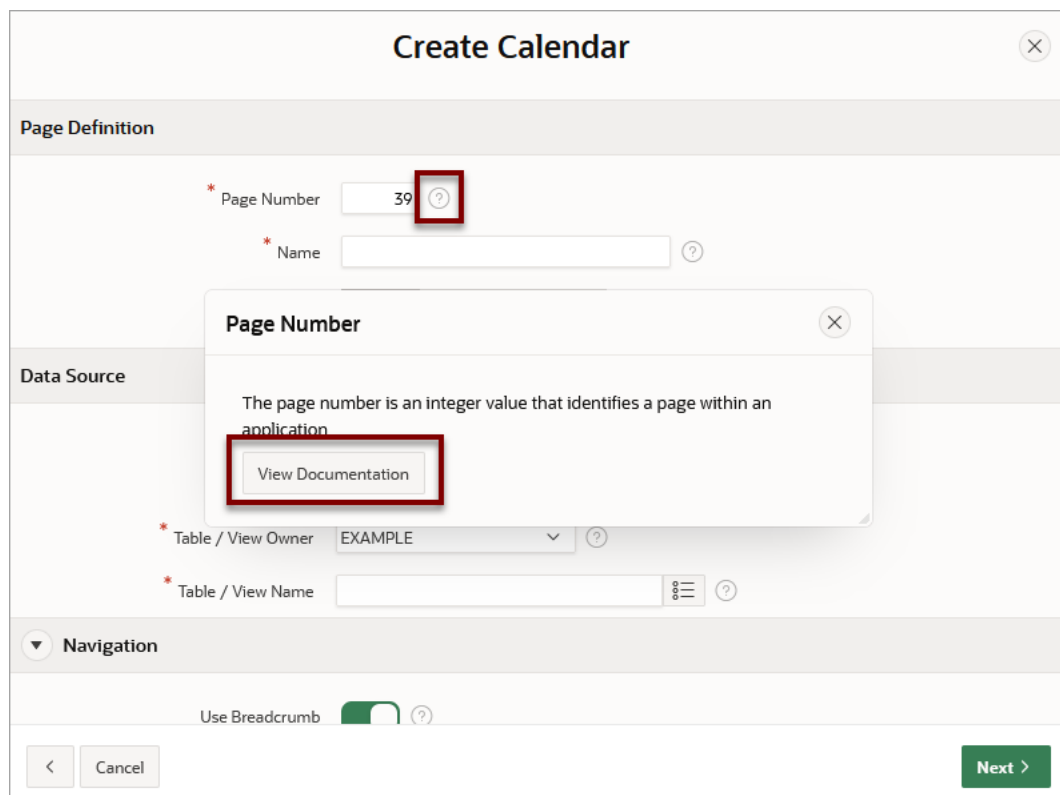 Create Calendar
Page Definition
* Page Number 39 ?
* Name ?
Page Number
Data Source
The page number is an integer value that identifies a page within an
application
View Documentation
* Table / View Owner EXAMPLE ?
* Table / View Name ?
Navigation
Use Breadcrumb ?
Cancel
Next